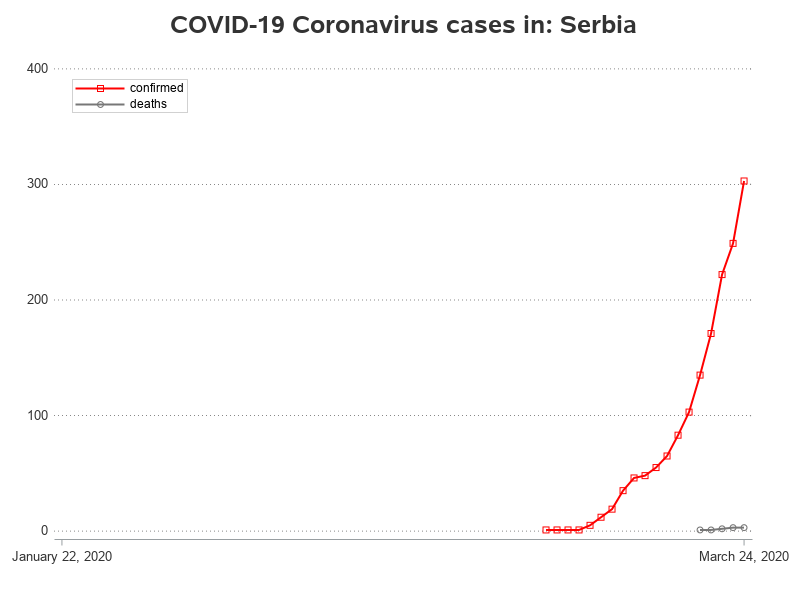 COVID-19 Coronavirus cases in: Serbia
400
confirmed
deaths
300
200
100
0
January 22, 2020
March 24, 2020